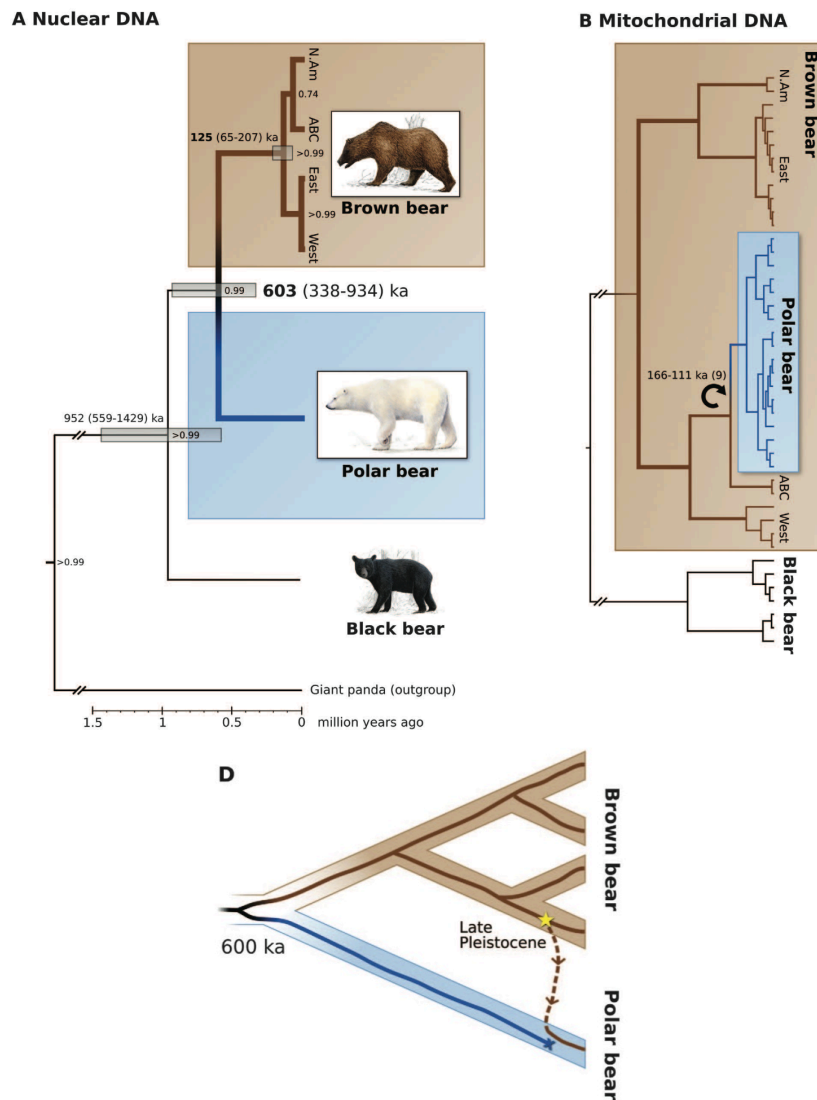 A Nuclear DNA
N.Am
0.74
ABC
125 (65-207) ka
>0.99
East
>0.99
West
Brown bear
0.99
603 (338-934) ka
952 (559-1429) ka
>0.99
Polar bear
>0.99
Black bear
Giant panda (outgroup)
1.5
1
0.5
0
million years ago
B Mitochondrial DNA
Brown bear
N.Am
East
Polar bear
166-111 ka (9)
ABC
West
Black bear
D
Brown bear
Late
Pleistocene
600 ka
Polar bear